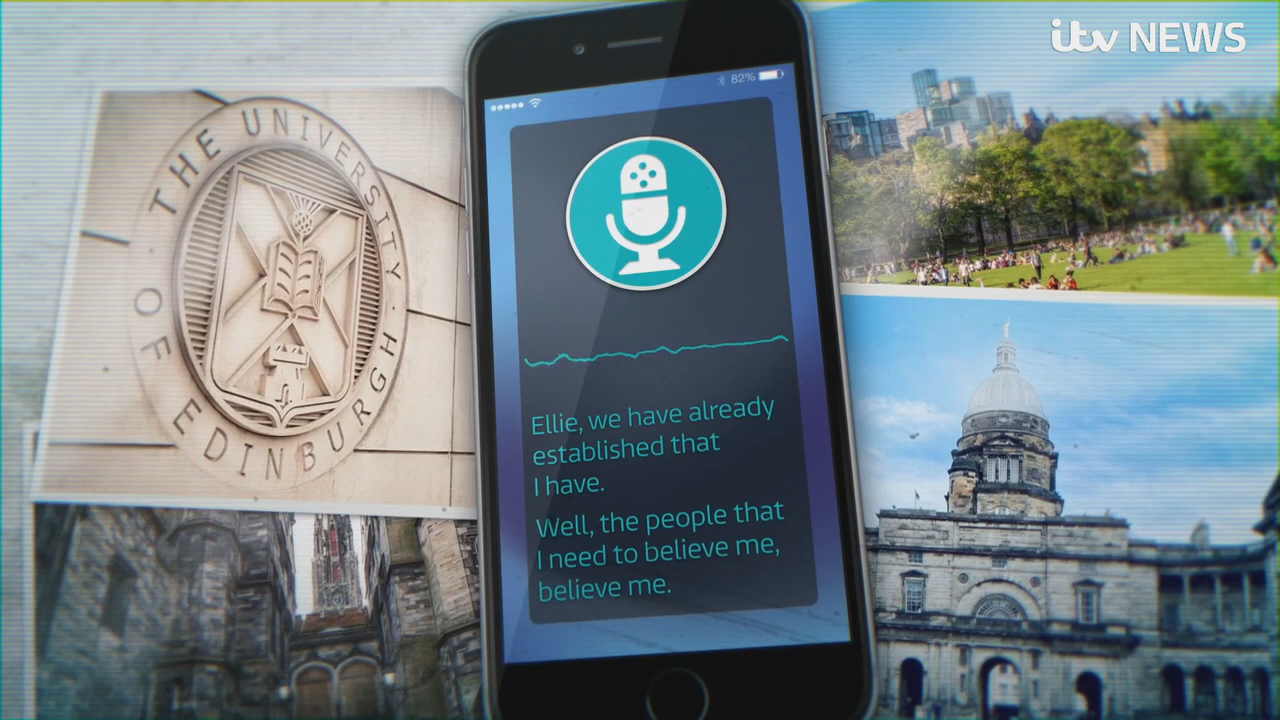 itv NEWS
THE UNIVERSITY
OF EDINBURGH
82%
Ellie, we have already
established that
I have.
Well, the people that
I need to believe me,
believe me.